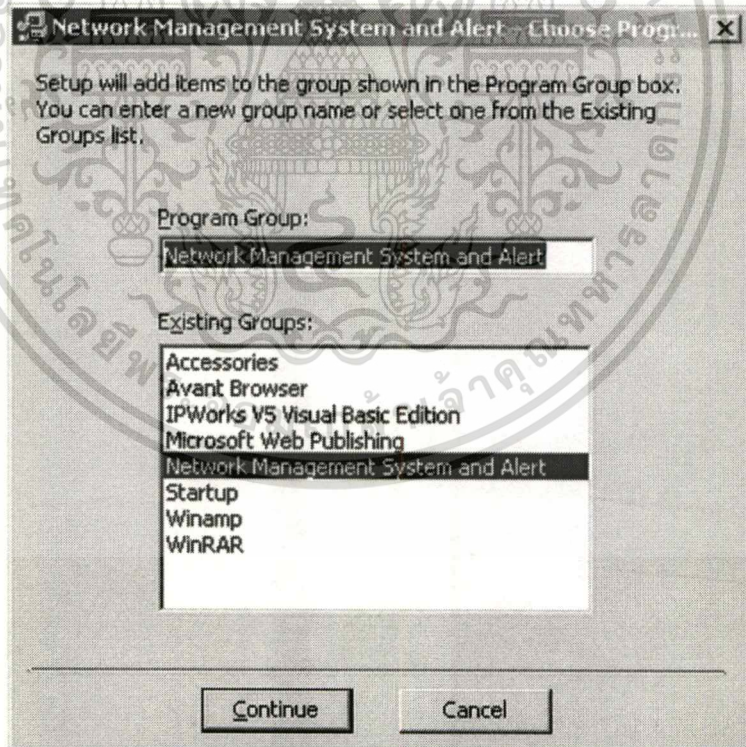 Network Management System and Alert - Choose Progr...
Setup will add items to the group shown in the Program Group box.
You can enter a new group name or select one from the Existing
Groups list.
Program Group:
Network Management System and Alert
Existing Groups:
Accessories
Avant Browser
IPWorks V5 Visual Basic Edition
Microsoft Web Publishing
Network Management System and Alert
Startup
Winamp
WinRAR
Continue
Cancel